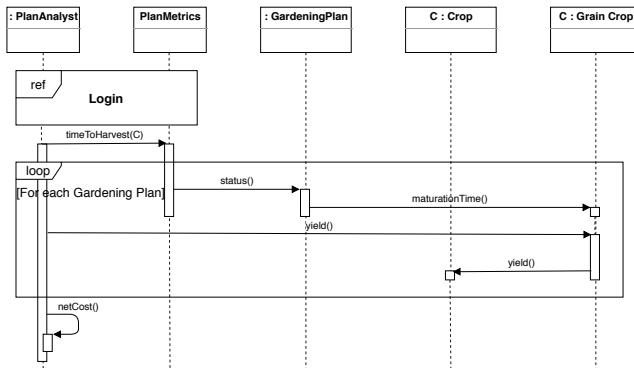 : PlanAnalyst
PlanMetrics
: GardeningPlan
C : Crop
C : Grain Crop
ref
Login
timeToHarvest(C)
loop
status()
[For each Gardening Plan]
maturationTime()
yield()
yield()
netCost()